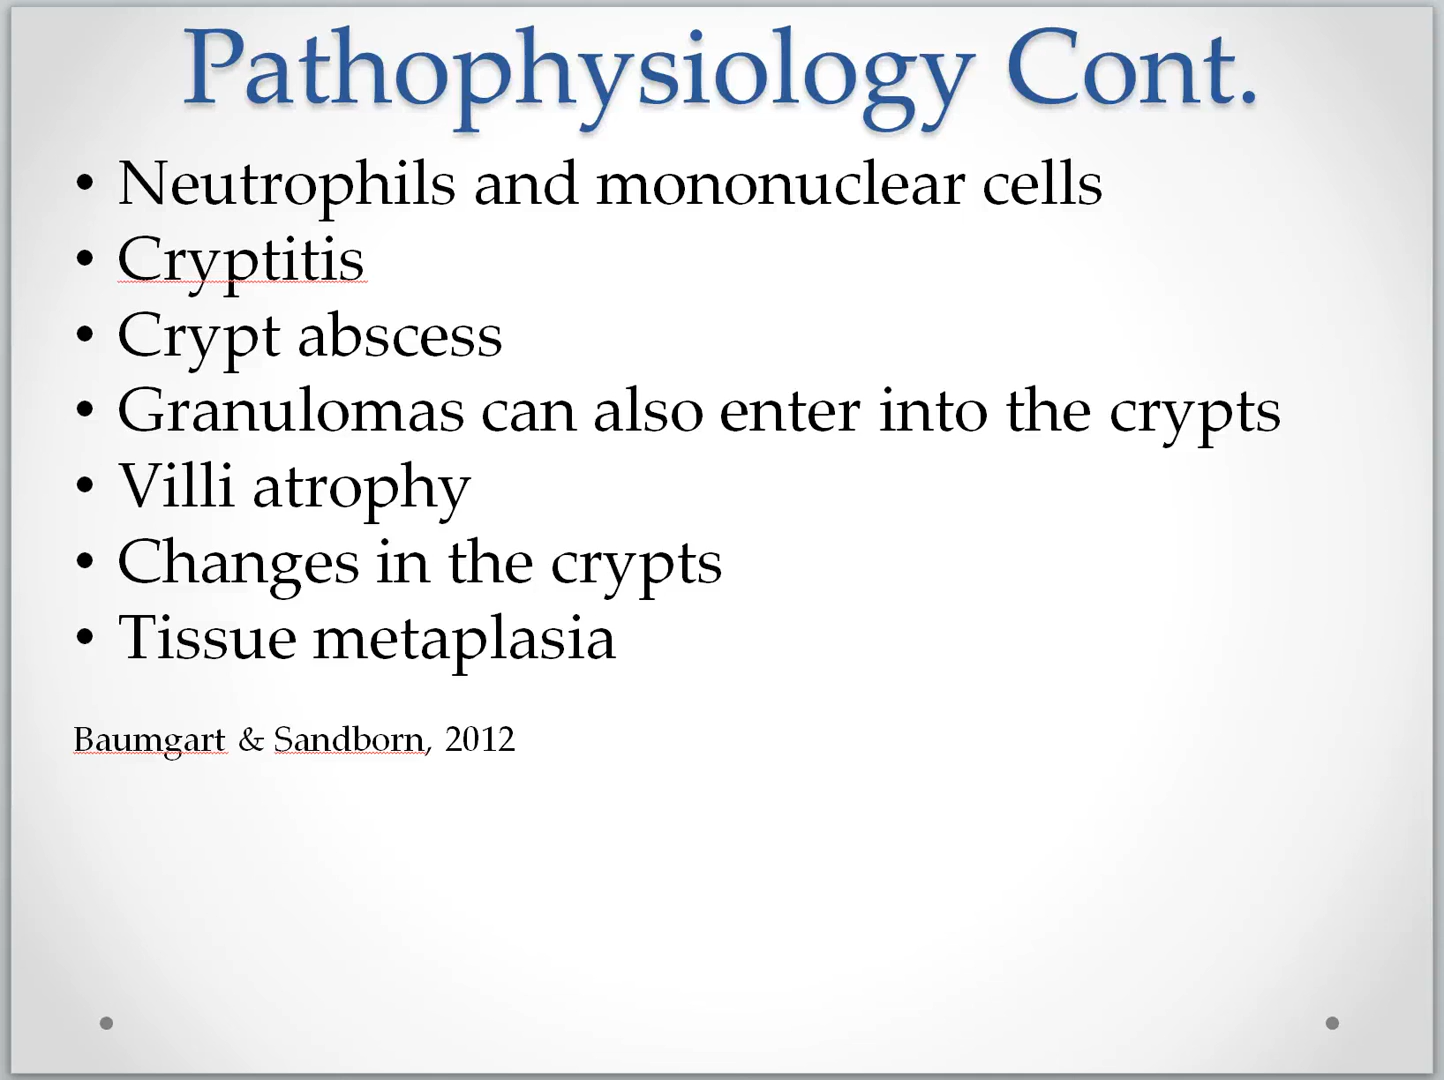 Pathophysiology Cont.
• Neutrophils and mononuclear cells
• Cryptitis
• Crypt abscess
• Granulomas can also enter into the crypts
• Villi atrophy
• Changes in the crypts
• Tissue metaplasia
Baumgart & Sandborn, 2012